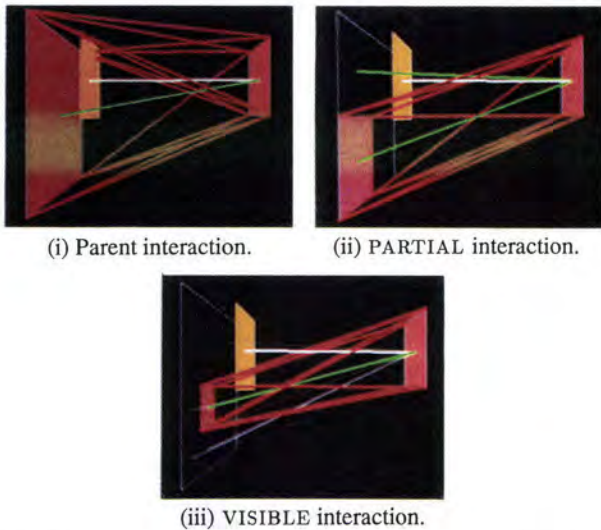 (i) Parent interaction.
(ii) PARTIAL interaction.
(iii) VISIBLE interaction.